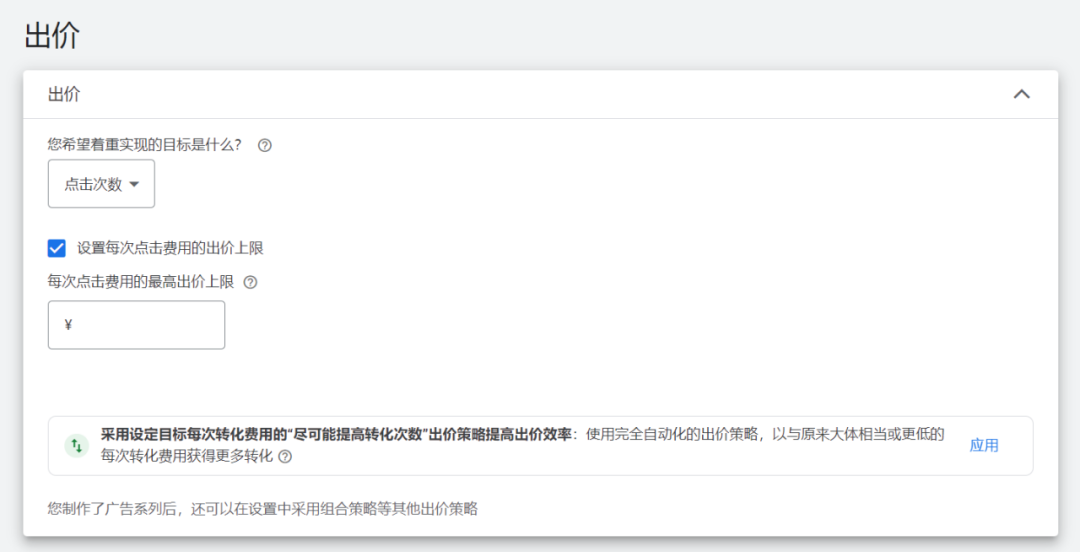 出价
出价
您希望着重实现的目标是什么?
点击次数
设置每次点击费用的出价上限
每次点击费用的最高出价上限
¥
采用设定目标每次转化费用的“尽可能提高转化次数”出价策略提高出价效率：使用完全自动化的出价策略，以与原来大体相当或更低的
每次转化费用获得更多转化
应用
您制作了广告系列后，还可以在设置中采用组合策略等其他出价策略